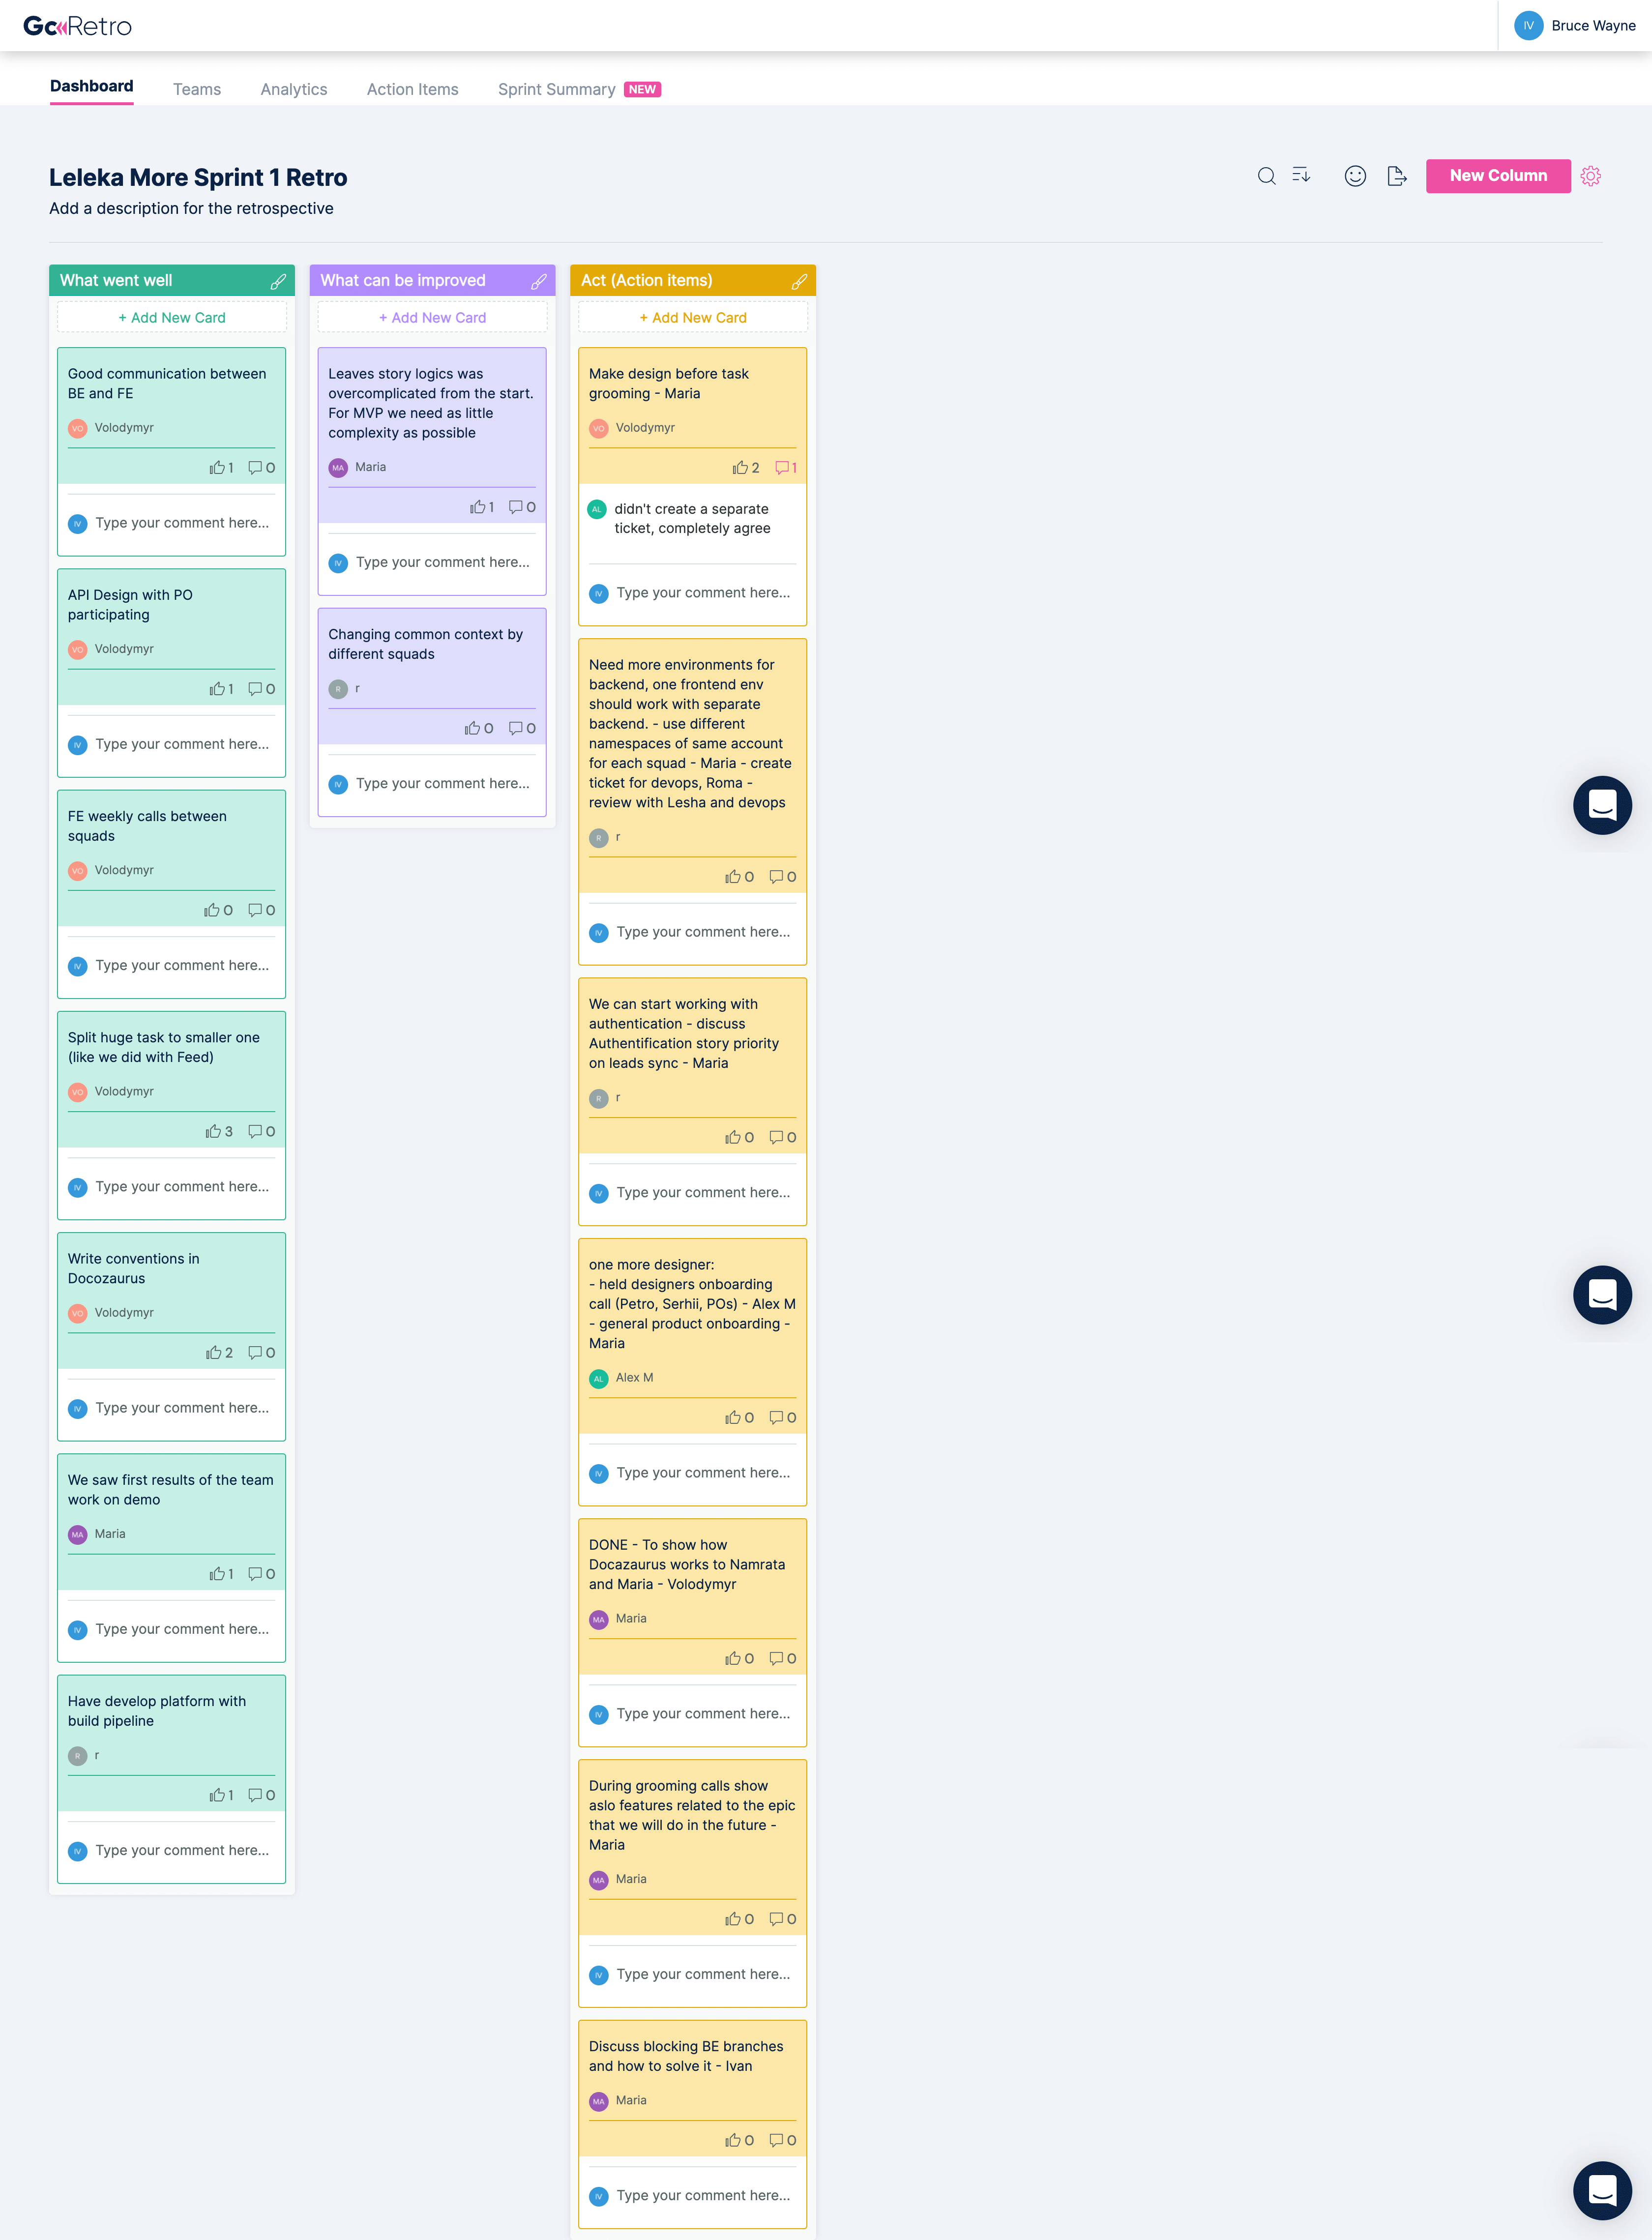 GoRetro
IV Bruce Wayne
Dashboard Teams Analytics Action Items Sprint Summary NEW
Leleka More Sprint 1 Retro
New Column
Add a description for the retrospective
What went well
+ Add New Card
Good communication between
BE and FE
VO Volodymyr
1 0
IV Type your comment here...
API Design with PO
participating
VO Volodymyr
1 0
IV Type your comment here...
FE weekly calls between
squads
VO Volodymyr
0 0
IV Type your comment here...
Split huge task to smaller one
(like we did with Feed)
VO Volodymyr
3 0
IV Type your comment here...
Write conventions in
Docozaurus
VO Volodymyr
2 0
IV Type your comment here...
We saw first results of the team
work on demo
MA Maria
1 0
IV Type your comment here...
Have develop platform with
build pipeline
R r
1 0
IV Type your comment here...
What can be improved
+ Add New Card
Leaves story logics was
overcomplicated from the start.
For MVP we need as little
complexity as possible
MA Maria
1 0
IV Type your comment here...
Changing common context by
different squads
R r
0 0
IV Type your comment here...
Act (Action items)
+ Add New Card
Make design before task
grooming - Maria
VO Volodymyr
2 1
AL didn't create a separate
ticket, completely agree
IV Type your comment here...
Need more environments for
backend, one frontend env
should work with separate
backend. - use different
namespaces of same account
for each squad - Maria - create
ticket for devops, Roma -
review with Lesha and devops
R r
0 0
IV Type your comment here...
We can start working with
authentication - discuss
Authentification story priority
on leads sync - Maria
R r
0 0
IV Type your comment here...
one more designer:
- held designers onboarding
call (Petro, Serhii, POs) - Alex M
- general product onboarding -
Maria
AL Alex M
0 0
IV Type your comment here...
DONE - To show how
Docazaurus works to Namrata
and Maria - Volodymyr
MA Maria
0 0
IV Type your comment here...
During grooming calls show
aslo features related to the epic
that we will do in the future -
Maria
MA Maria
0 0
IV Type your comment here...
Discuss blocking BE branches
and how to solve it - Ivan
MA Maria
0 0
IV Type your comment here...